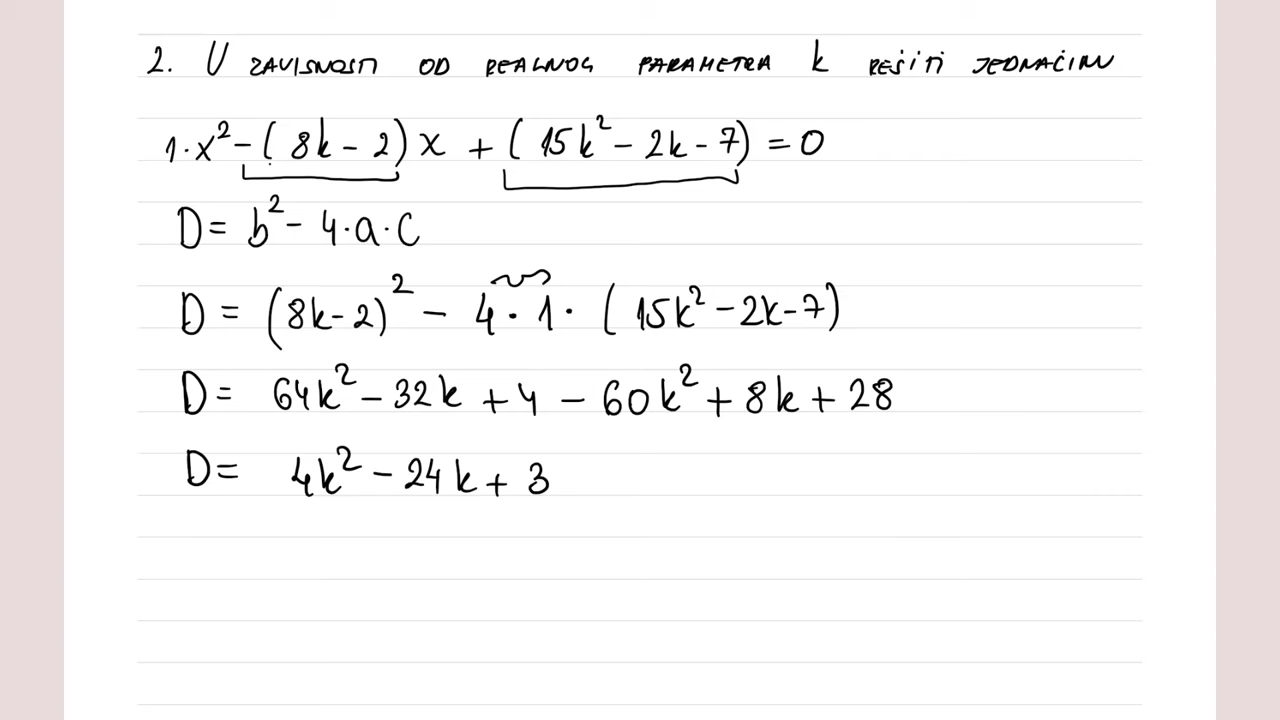 2. U ZAVISNOSTI OD REALNOG PARAMETRA k REŠITI JEDNAČINU
1·x² - (8k - 2)x + (15k² - 2k - 7) = 0
D = b² - 4·a·c
D = (8k - 2)² - 4·1·(15k² - 2k - 7)
D = 64k² - 32k + 4 - 60k² + 8k + 28
D = 4k² - 24k + 3